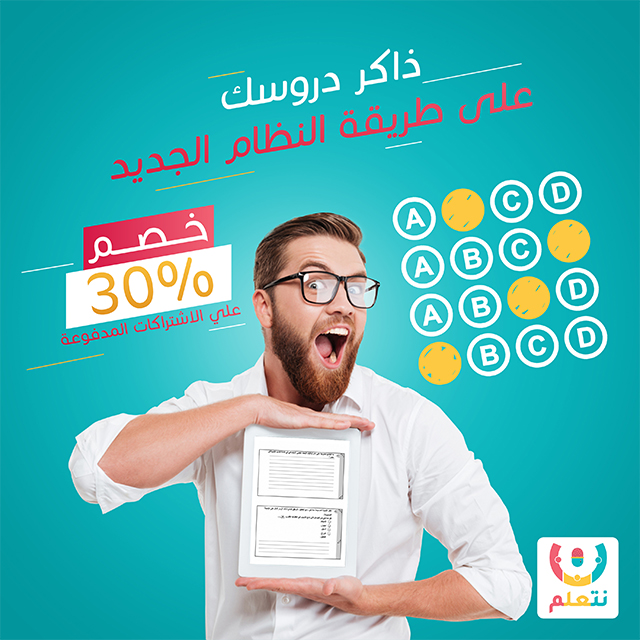 ذاكر دروسك
على طريقة النظام الجديد
خصم
30%
علي الاشتراكات المدفوعة
A C D
A B C
A B D
B C D
نتعلم